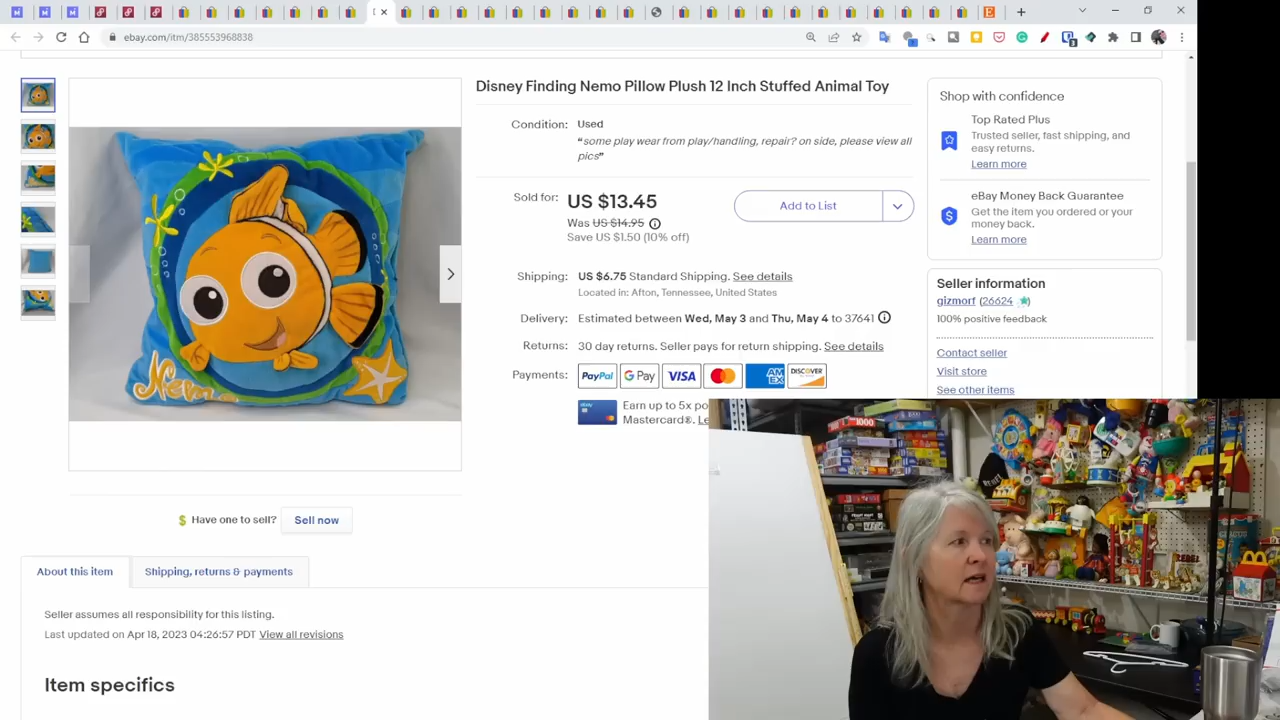 ebay.com/itm/385553968838
Disney Finding Nemo Pillow Plush 12 Inch Stuffed Animal Toy
Condition: Used
“some play wear from play/handling, repair? on side, please view all
pics”
Sold for: US $13.45
Was US $14.95
Save US $1.50 (10% off)
Add to List
Shipping: US $6.75 Standard Shipping. See details
Located in: Afton, Tennessee, United States
Delivery: Estimated between Wed, May 3 and Thu, May 4 to 37641
Returns: 30 day returns. Seller pays for return shipping. See details
Payments: PayPal G Pay VISA AMEX DISCOVER
Earn up to 5x po
Mastercard®. Le
Shop with confidence
Top Rated Plus
Trusted seller, fast shipping, and
easy returns.
Learn more
eBay Money Back Guarantee
Get the item you ordered or your
money back.
Learn more
Seller information
gizmorf (26624)
100% positive feedback
Contact seller
Visit store
See other items
Nemo
Have one to sell? Sell now
About this item
Shipping, returns & payments
Seller assumes all responsibility for this listing.
Last updated on Apr 18, 2023 04:26:57 PDT View all revisions
Item specifics